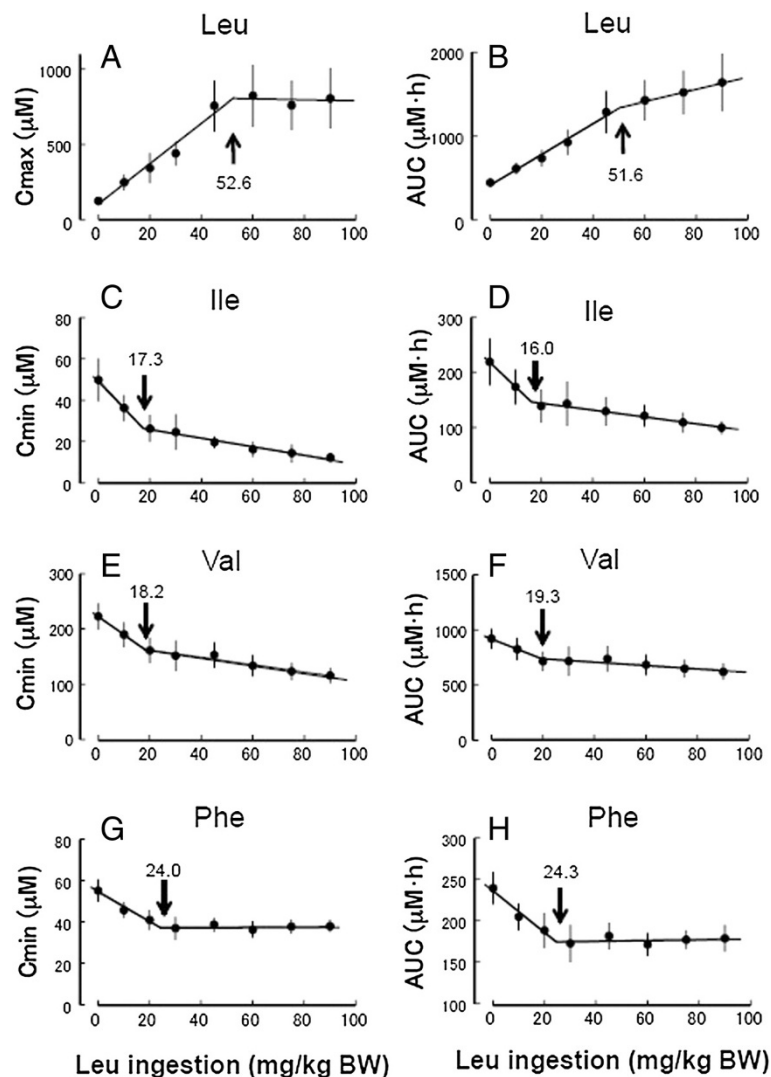 A Leu
Cmax (μM)
1000
500
0
52.6
0 20 40 60 80 100
B Leu
AUC (μM·h)
2000
1000
0
51.6
0 20 40 60 80 100
C Ile
Cmin (μM)
80
60
40
20
0
17.3
0 20 40 60 80 100
D Ile
AUC (μM·h)
300
200
100
0
16.0
0 20 40 60 80 100
E Val
Cmin (μM)
300
200
100
0
18.2
0 20 40 60 80 100
F Val
AUC (μM·h)
1500
1000
500
0
19.3
0 20 40 60 80 100
G Phe
Cmin (μM)
80
60
40
20
0
24.0
0 20 40 60 80 100
Leu ingestion (mg/kg BW)
H Phe
AUC (μM·h)
300
250
200
150
100
24.3
0 20 40 60 80 100
Leu ingestion (mg/kg BW)